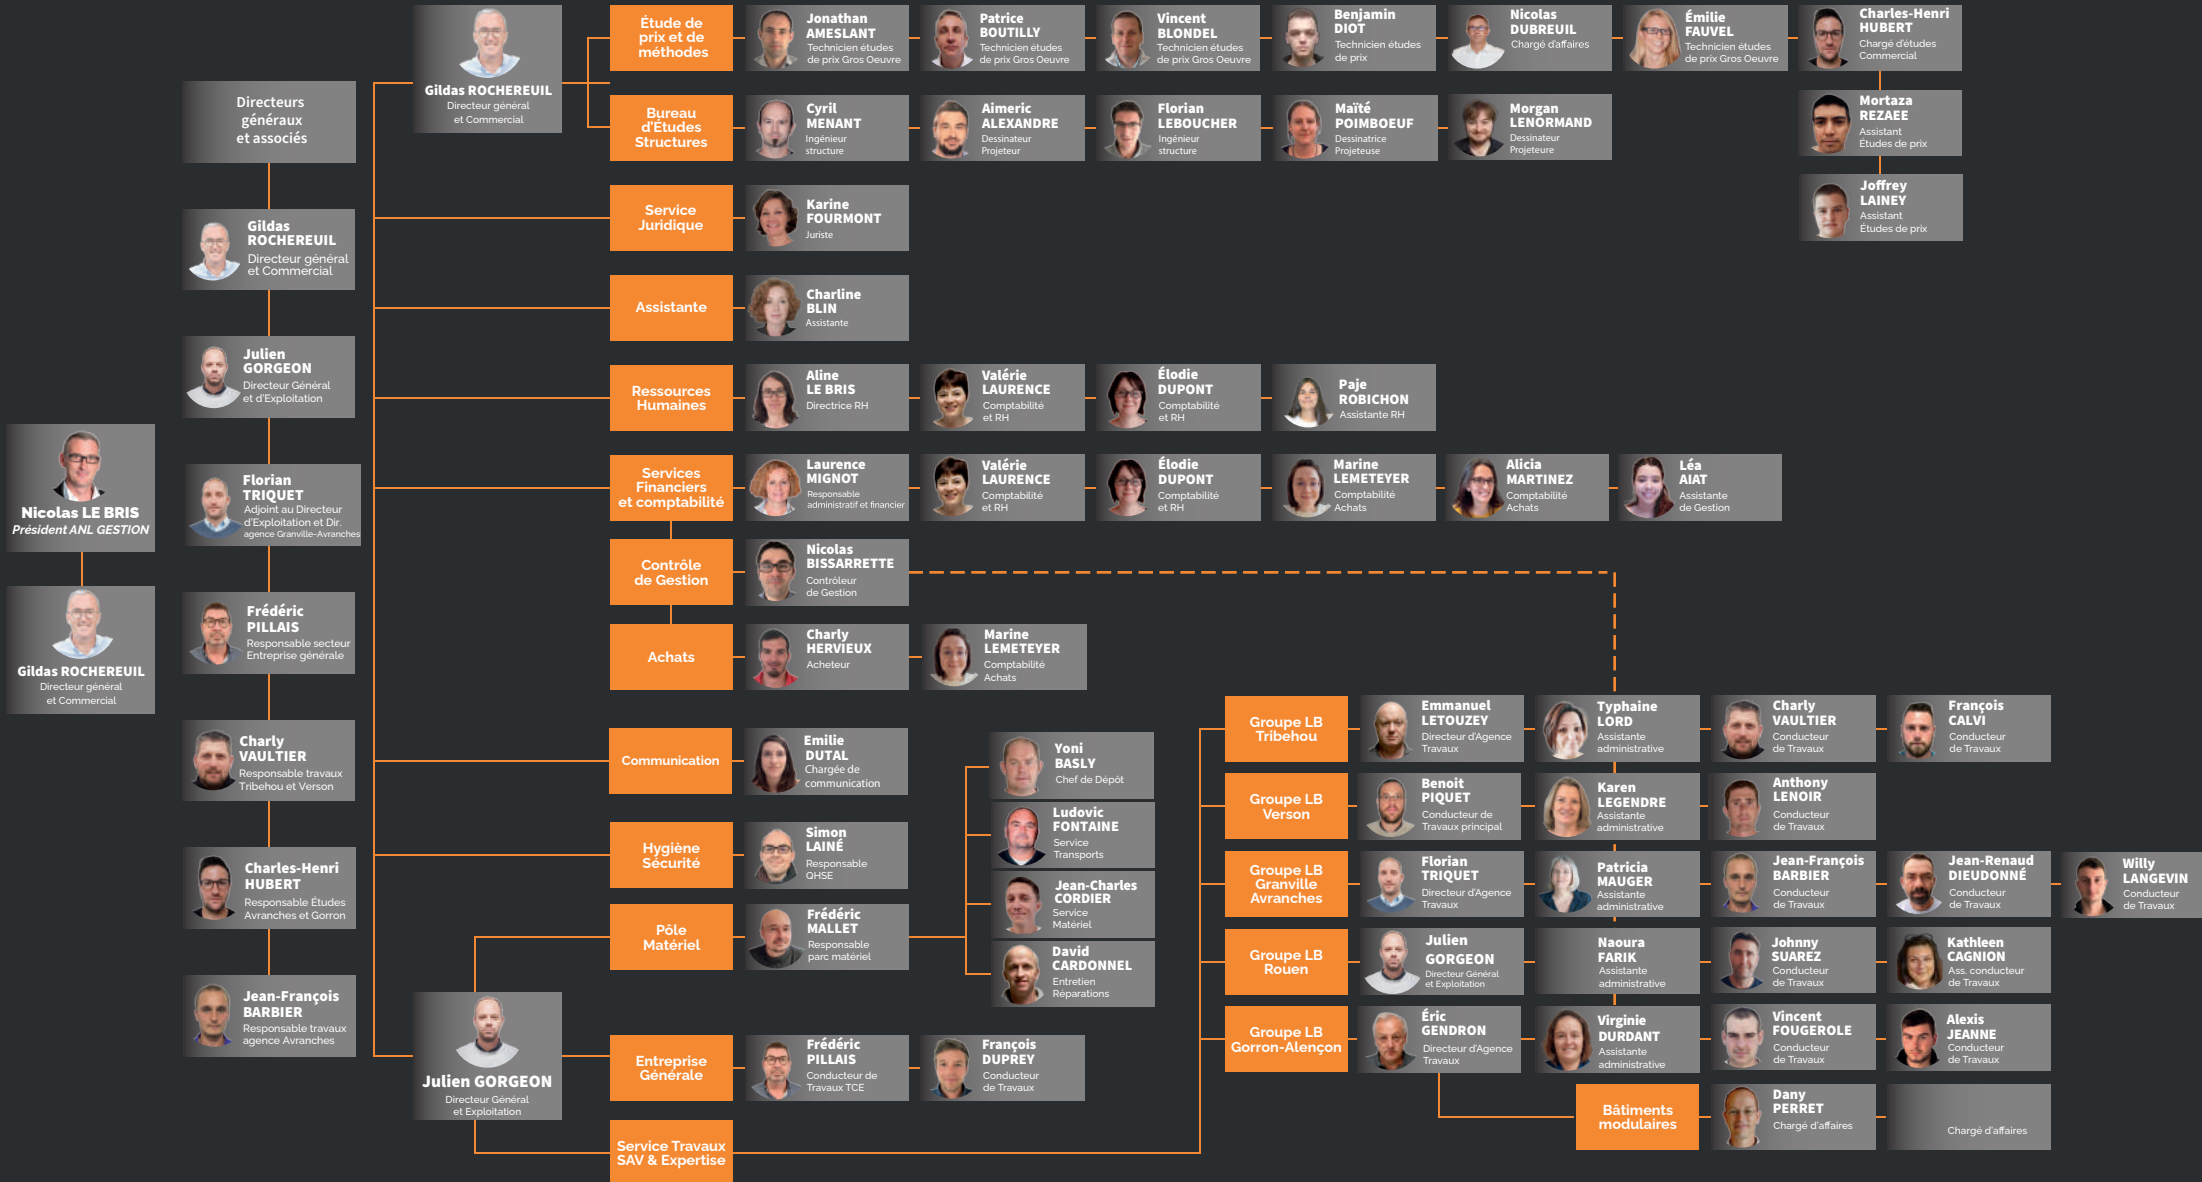 Nicolas LE BRIS
Président ANL GESTION
Gildas ROCHEREUIL
Directeur général
et Commercial
Directeurs
généraux
et associés
Gildas
ROCHEREUIL
Directeur général
et Commercial
Julien
GORGEON
Directeur Général
et d'Exploitation
Florian
TRIQUET
Adjoint au Directeur
d'Exploitation et Dir.
agence Granville-Avranches
Frédéric
PILLAIS
Responsable secteur
Entreprise générale
Charly
VAULTIER
Responsable travaux
Tribehou et Verson
Charles-Henri
HUBERT
Responsable Études
Avranches et Gorron
Jean-François
BARBIER
Responsable travaux
agence Avranches
Gildas ROCHEREUIL
Directeur général
et Commercial
Étude de
prix et de
méthodes
Jonathan
AMESLANT
Technicien études
de prix Gros Oeuvre
Patrice
BOUTILLY
Technicien études
de prix Gros Oeuvre
Vincent
BLONDEL
Technicien études
de prix Gros Oeuvre
Benjamin
DIOT
Technicien études
de prix
Nicolas
DUBREUIL
Chargé d'affaires
Émilie
FAUVEL
Technicien études
de prix Gros Oeuvre
Charles-Henri
HUBERT
Chargé d'études
Commercial
Mortaza
REZAEE
Assistant
Études de prix
Joffrey
LAINEY
Assistant
Études de prix
Bureau
d'Études
Structures
Cyril
MENANT
Ingénieur
structure
Aimeric
ALEXANDRE
Dessinateur
Projeteur
Florian
LEBOUCHER
Ingénieur
structure
Maïté
POIMBOEUF
Dessinatrice
Projeteuse
Morgan
LENORMAND
Dessinateur
Projeteure
Service
Juridique
Karine
FOURMONT
Juriste
Assistante
Charline
BLIN
Assistante
Ressources
Humaines
Aline
LE BRIS
Directrice RH
Valérie
LAURENCE
Comptabilité
et RH
Élodie
DUPONT
Comptabilité
et RH
Paje
ROBICHON
Assistante RH
Services
Financiers
et comptabilité
Laurence
MIGNOT
Responsable
administratif et financier
Valérie
LAURENCE
Comptabilité
et RH
Élodie
DUPONT
Comptabilité
et RH
Marine
LEMETEYER
Comptabilité
Achats
Alicia
MARTINEZ
Comptabilité
Achats
Léa
AIAT
Assistante
de Gestion
Contrôle
de Gestion
Nicolas
BISSARRETTE
Contrôleur
de Gestion
Achats
Charly
HERVIEUX
Acheteur
Marine
LEMETEYER
Comptabilité
Achats
Communication
Emilie
DUTAL
Chargée de
communication
Hygiène
Sécurité
Simon
LAINÉ
Responsable
QHSE
Pôle
Matériel
Frédéric
MALLET
Responsable
parc matériel
Yoni
BASLY
Chef de Dépôt
Ludovic
FONTAINE
Service
Transports
Jean-Charles
CORDIER
Service
Matériel
David
CARDONNEL
Entretien
Réparations
Julien GORGEON
Directeur Général
et Exploitation
Entreprise
Générale
Frédéric
PILLAIS
Conducteur de
Travaux TCE
François
DUPREY
Conducteur
de Travaux
Service Travaux
SAV & Expertise
Groupe LB
Tribehou
Emmanuel
LETOUZEY
Directeur d'Agence
Travaux
Typhaine
LORD
Assistante
administrative
Charly
VAULTIER
Conducteur
de Travaux
François
CALVI
Conducteur
de Travaux
Groupe LB
Verson
Benoit
PIQUET
Conducteur de
Travaux principal
Karen
LEGENDRE
Assistante
administrative
Anthony
LENOIR
Conducteur
de Travaux
Groupe LB
Granville
Avranches
Florian
TRIQUET
Directeur d'Agence
Travaux
Patricia
MAUGER
Assistante
administrative
Jean-François
BARBIER
Conducteur
de Travaux
Jean-Renaud
DIEUDONNÉ
Conducteur
de Travaux
Willy
LANGEVIN
Conducteur
de Travaux
Groupe LB
Rouen
Julien
GORGEON
Directeur Général
et Exploitation
Naoura
FARIK
Assistante
administrative
Johnny
SUAREZ
Conducteur
de Travaux
Kathleen
CAGNION
Ass. conducteur
de Travaux
Groupe LB
Gorron-Alençon
Éric
GENDRON
Directeur d'Agence
Travaux
Virginie
DURDANT
Assistante
administrative
Vincent
FOUGEROLE
Conducteur
de Travaux
Alexis
JEANNE
Conducteur
de Travaux
Bâtiments
modulaires
Dany
PERRET
Chargé d'affaires
Chargé d'affaires